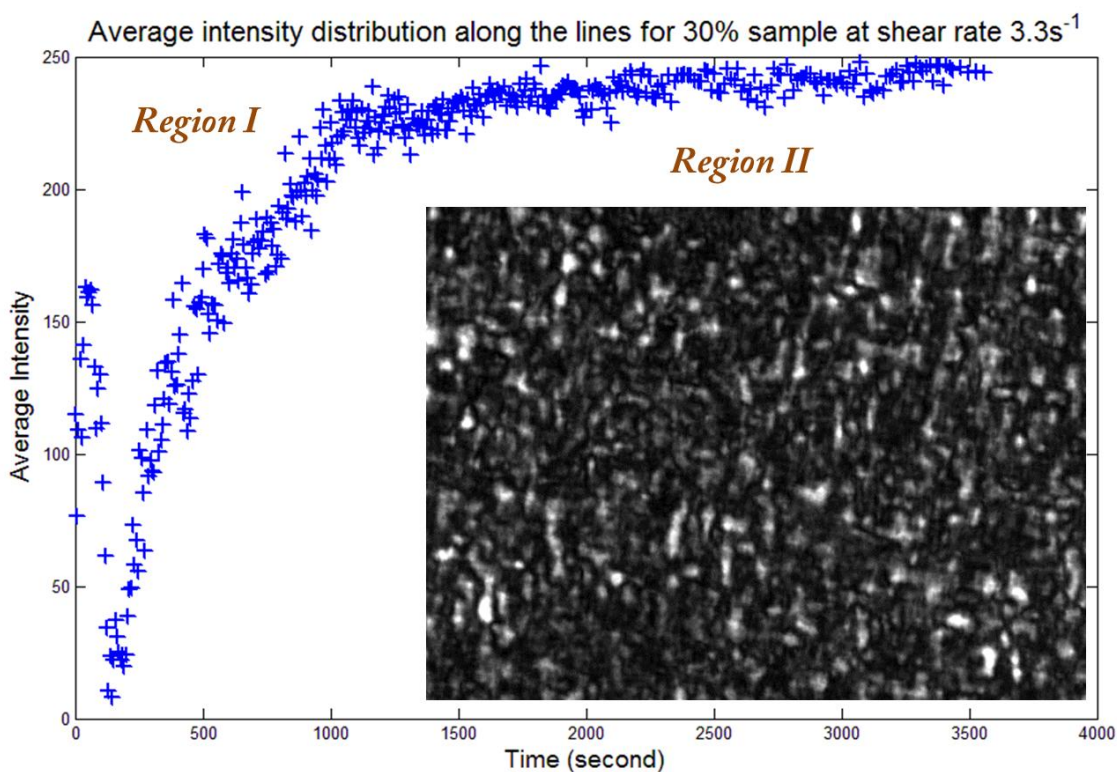 Average intensity distribution along the lines for 30% sample at shear rate 3.3s⁻¹
250
200
150
100
50
0
Average Intensity
Region I
Region II
0 500 1000 1500 2000 2500 3000 3500 4000
Time (second)